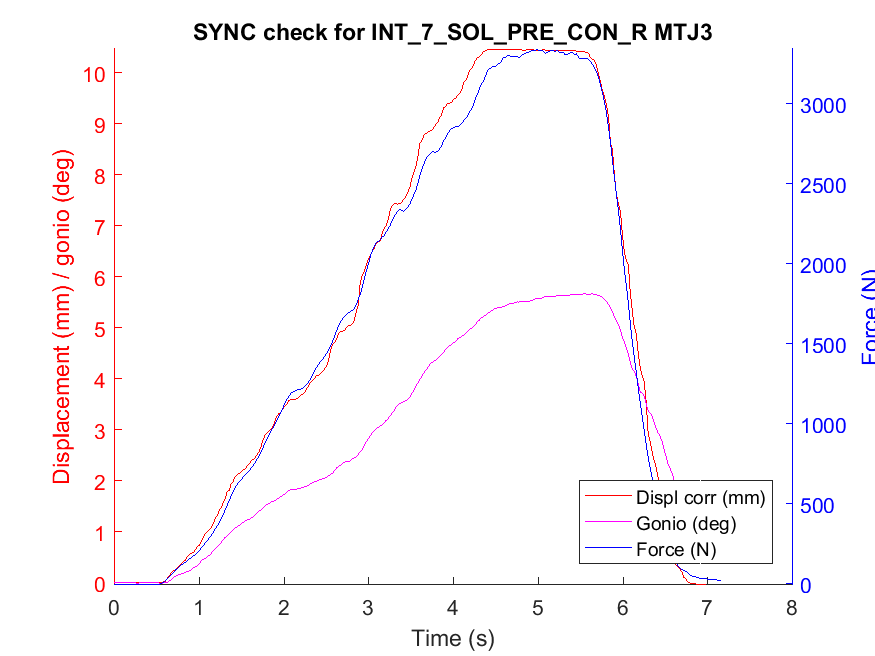 SYNC check for INT_7_SOL_PRE_CON_R MTJ3
Displacement (mm) / gonio (deg)
10
9
8
7
6
5
4
3
2
1
0
3000
2500
2000
1500
1000
500
0
Force (N)
Displ corr (mm)
Gonio (deg)
Force (N)
0 1 2 3 4 5 6 7 8
Time (s)